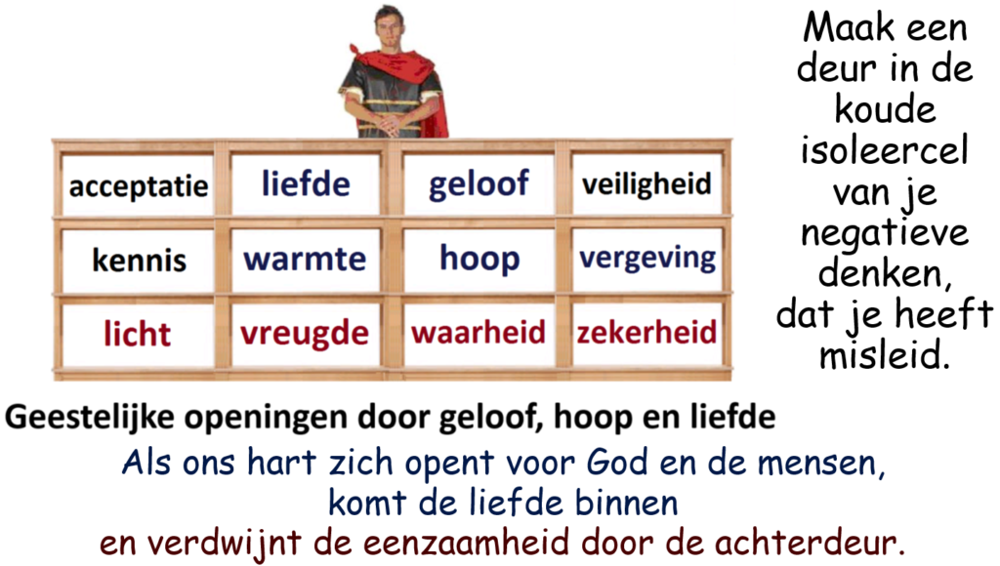 acceptatie liefde geloof veiligheid
kennis warmte hoop vergeving
licht vreugde waarheid zekerheid
Maak een
deur in de
koude
isoleercel
van je
negatieve
denken,
dat je heeft
misleid.
Geestelijke openingen door geloof, hoop en liefde
Als ons hart zich opent voor God en de mensen,
komt de liefde binnen
en verdwijnt de eenzaamheid door de achterdeur.